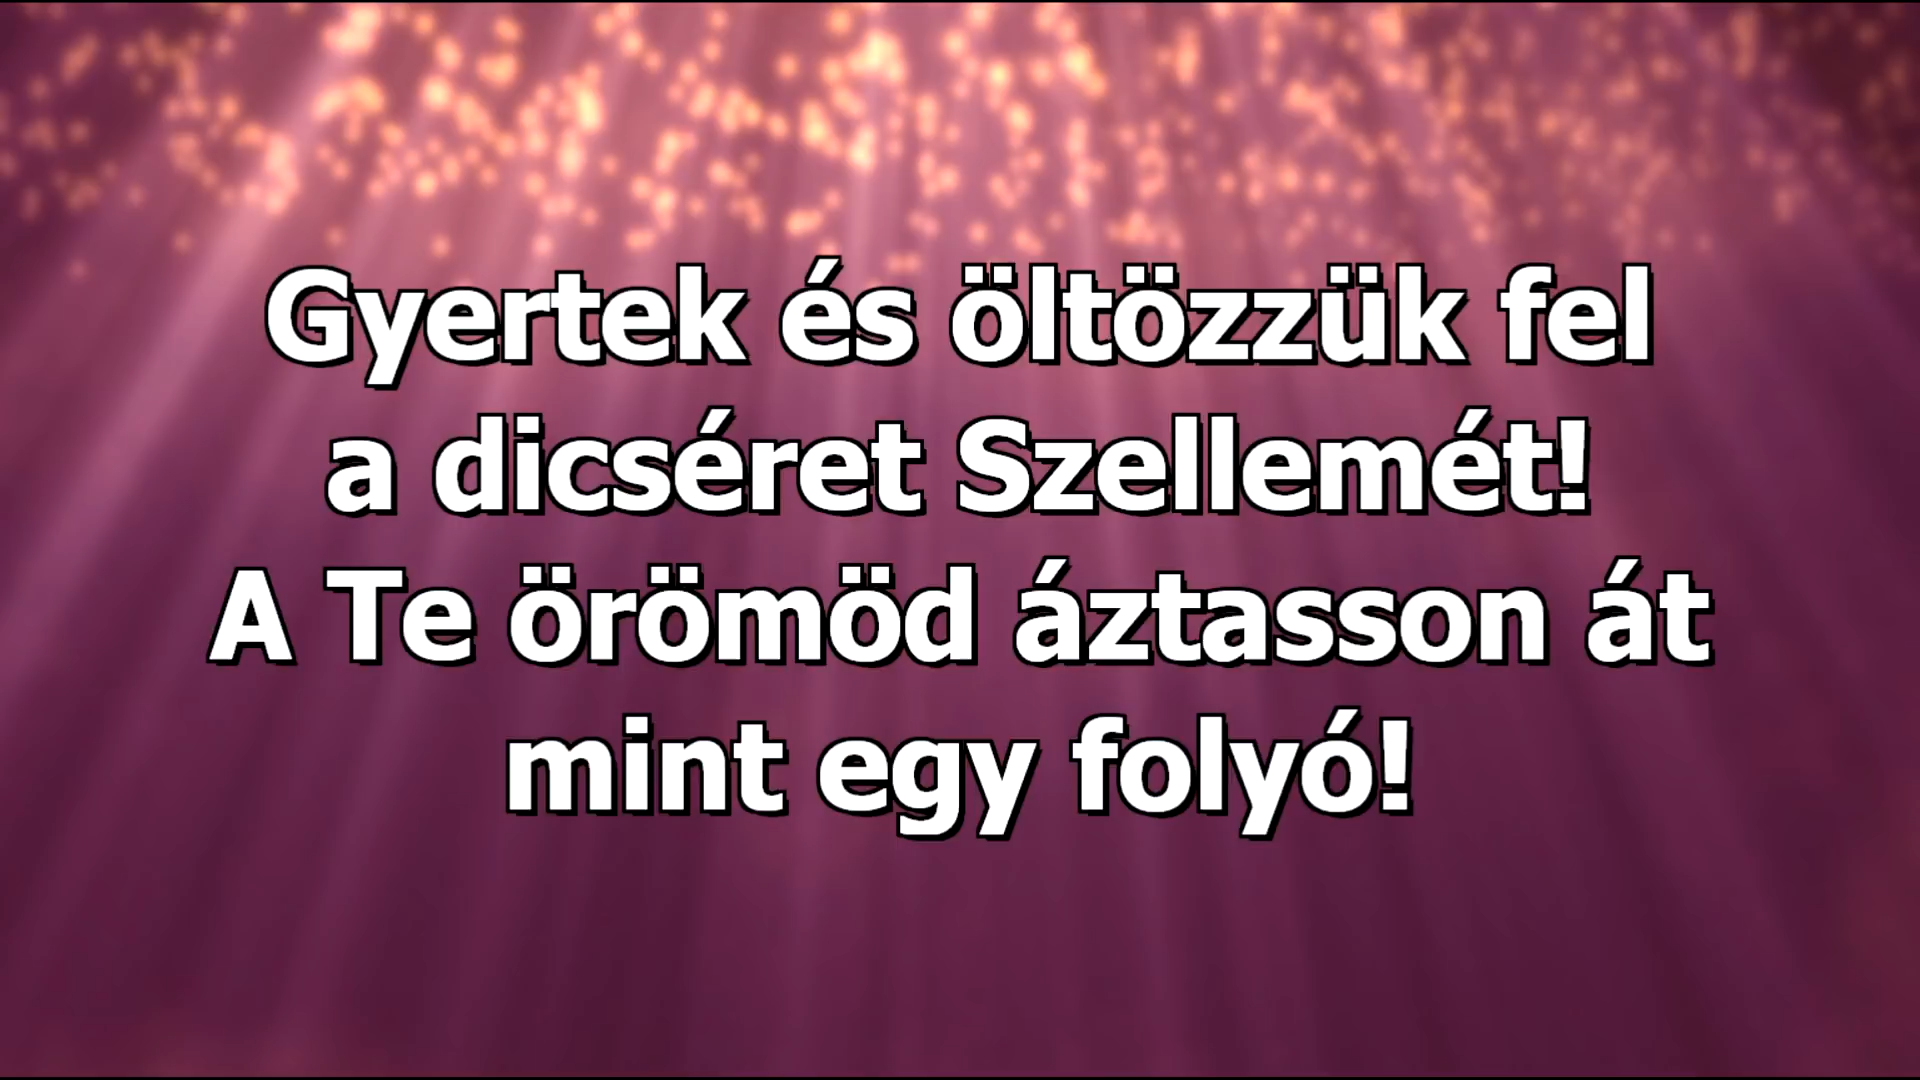 Gyertek és öltözzük fel
a dicséret Szellemét!
A Te örömöd áztasson át
mint egy folyó!